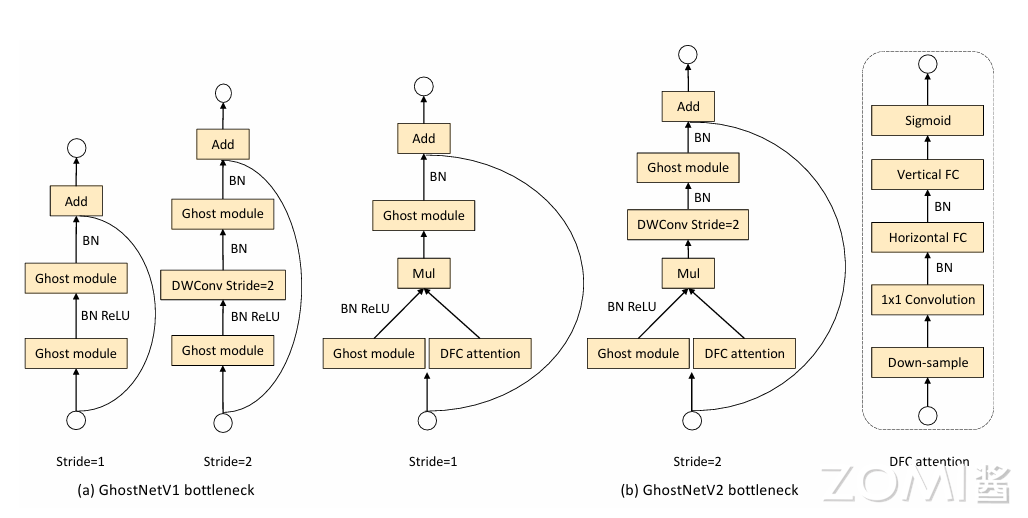 Add
BN
Ghost module
BN ReLU
Ghost module
Stride=1
Add
BN
Ghost module
BN
DWConv Stride=2
BN ReLU
Ghost module
Stride=2
(a) GhostNetV1 bottleneck
Add
BN
Ghost module
Mul
BN ReLU
Ghost module
DFC attention
Stride=1
Add
BN
Ghost module
BN
DWConv Stride=2
Mul
BN ReLU
Ghost module
DFC attention
Stride=2
(b) GhostNetV2 bottleneck
Sigmoid
Vertical FC
BN
Horizontal FC
BN
1x1 Convolution
Down-sample
DFC attention
ZOMI酱